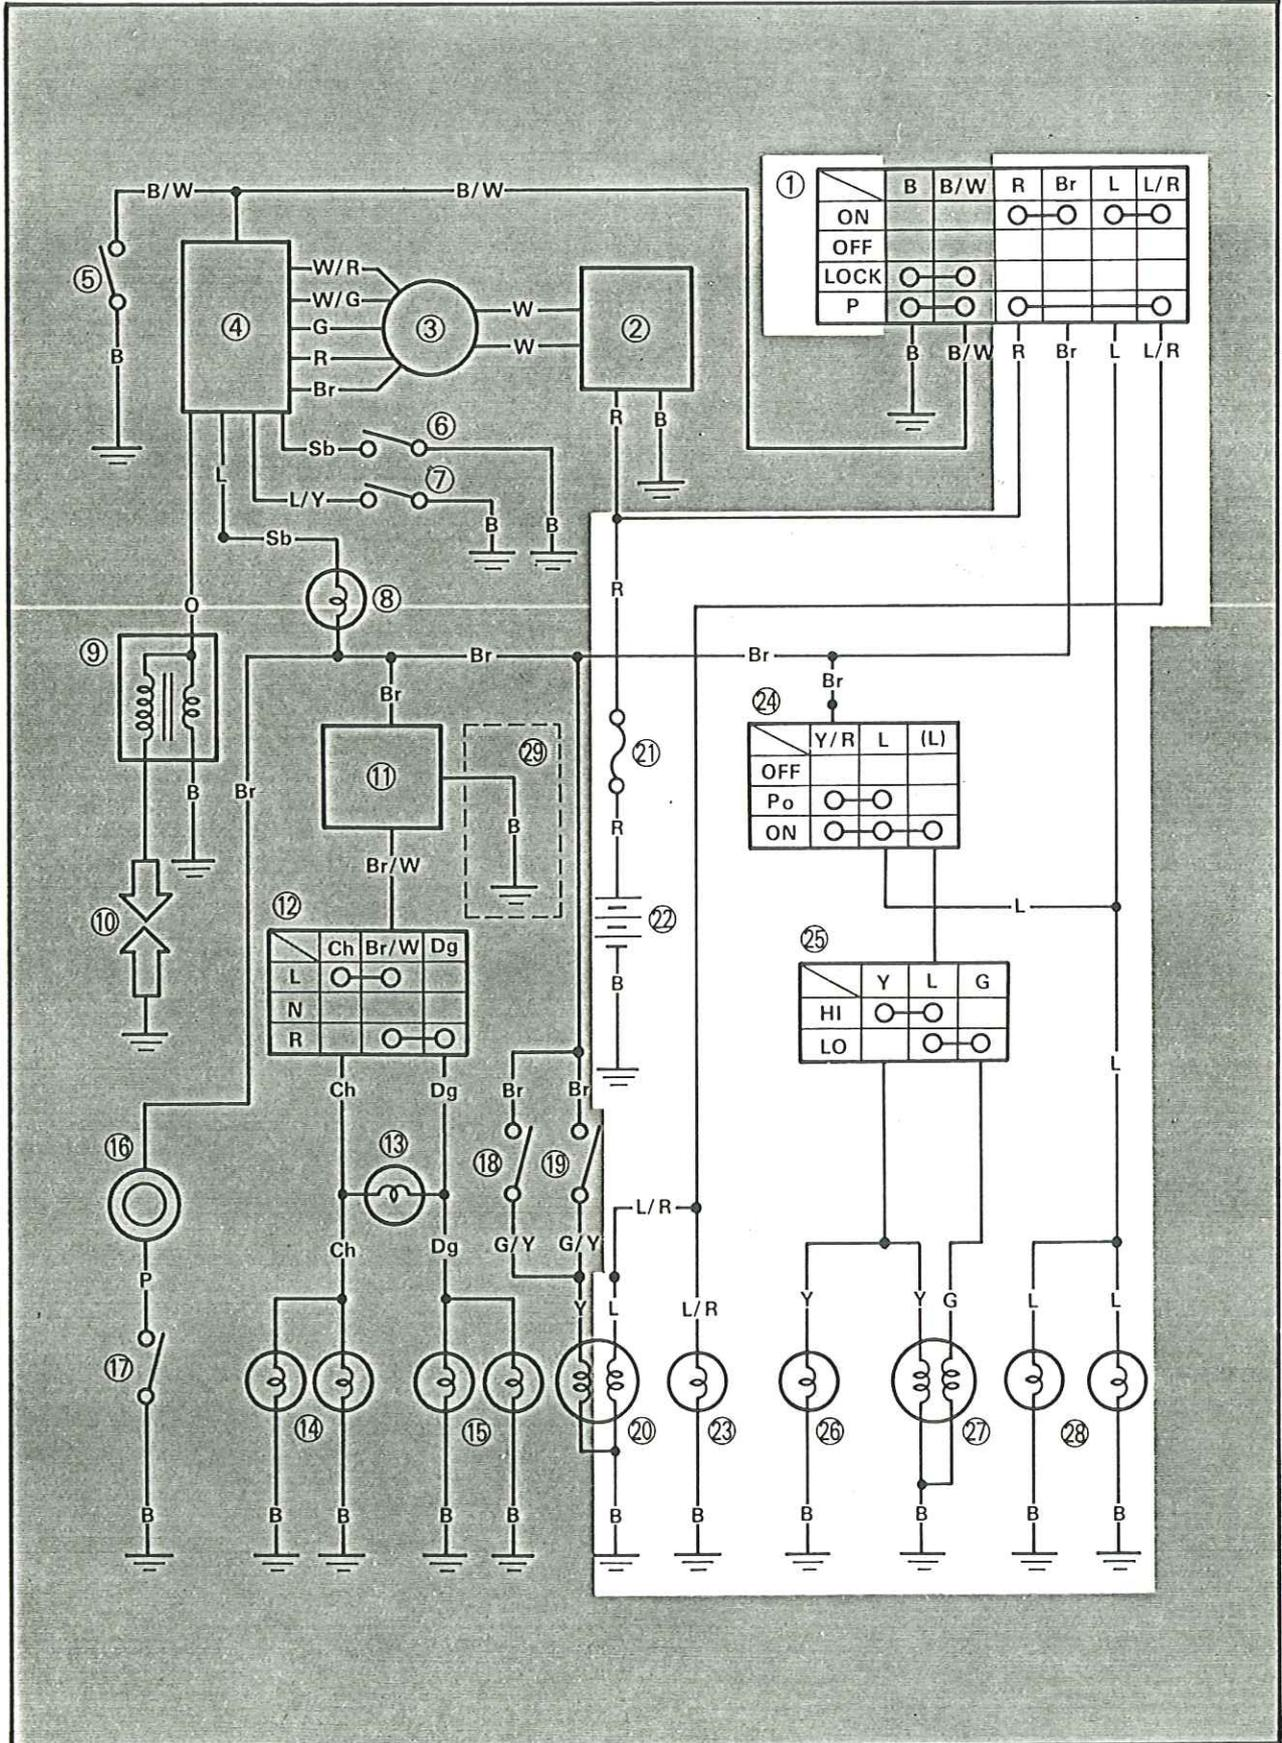 ① B B/W R Br L L/R
ON
OFF
LOCK
P
B B/W R Br L L/R
B/W B/W
⑤ B
④
W/R
W/G
G
R
Br
③
W
W
②
R B
Sb ⑥
L
L/Y ⑦
B B
Sb
⑧
O
R
⑨
Br Br
Br Br
㉔
Y/R L (L)
OFF
Po
ON
⑪
㉙
B
㉑
R
B Br
Br/W
⑩
⑫
Ch Br/W Dg
L
N
R
㉒
B
L
㉕
Y L G
HI
LO
Ch Dg Br Br
L
⑯
⑬
⑱ ⑲
L/R
Ch Dg G/Y G/Y
P
Y L L/R Y Y G L L
⑰
⑭ ⑮ ⑳ ㉓ ㉖ ㉗ ㉘
B B B B B B B B B B B